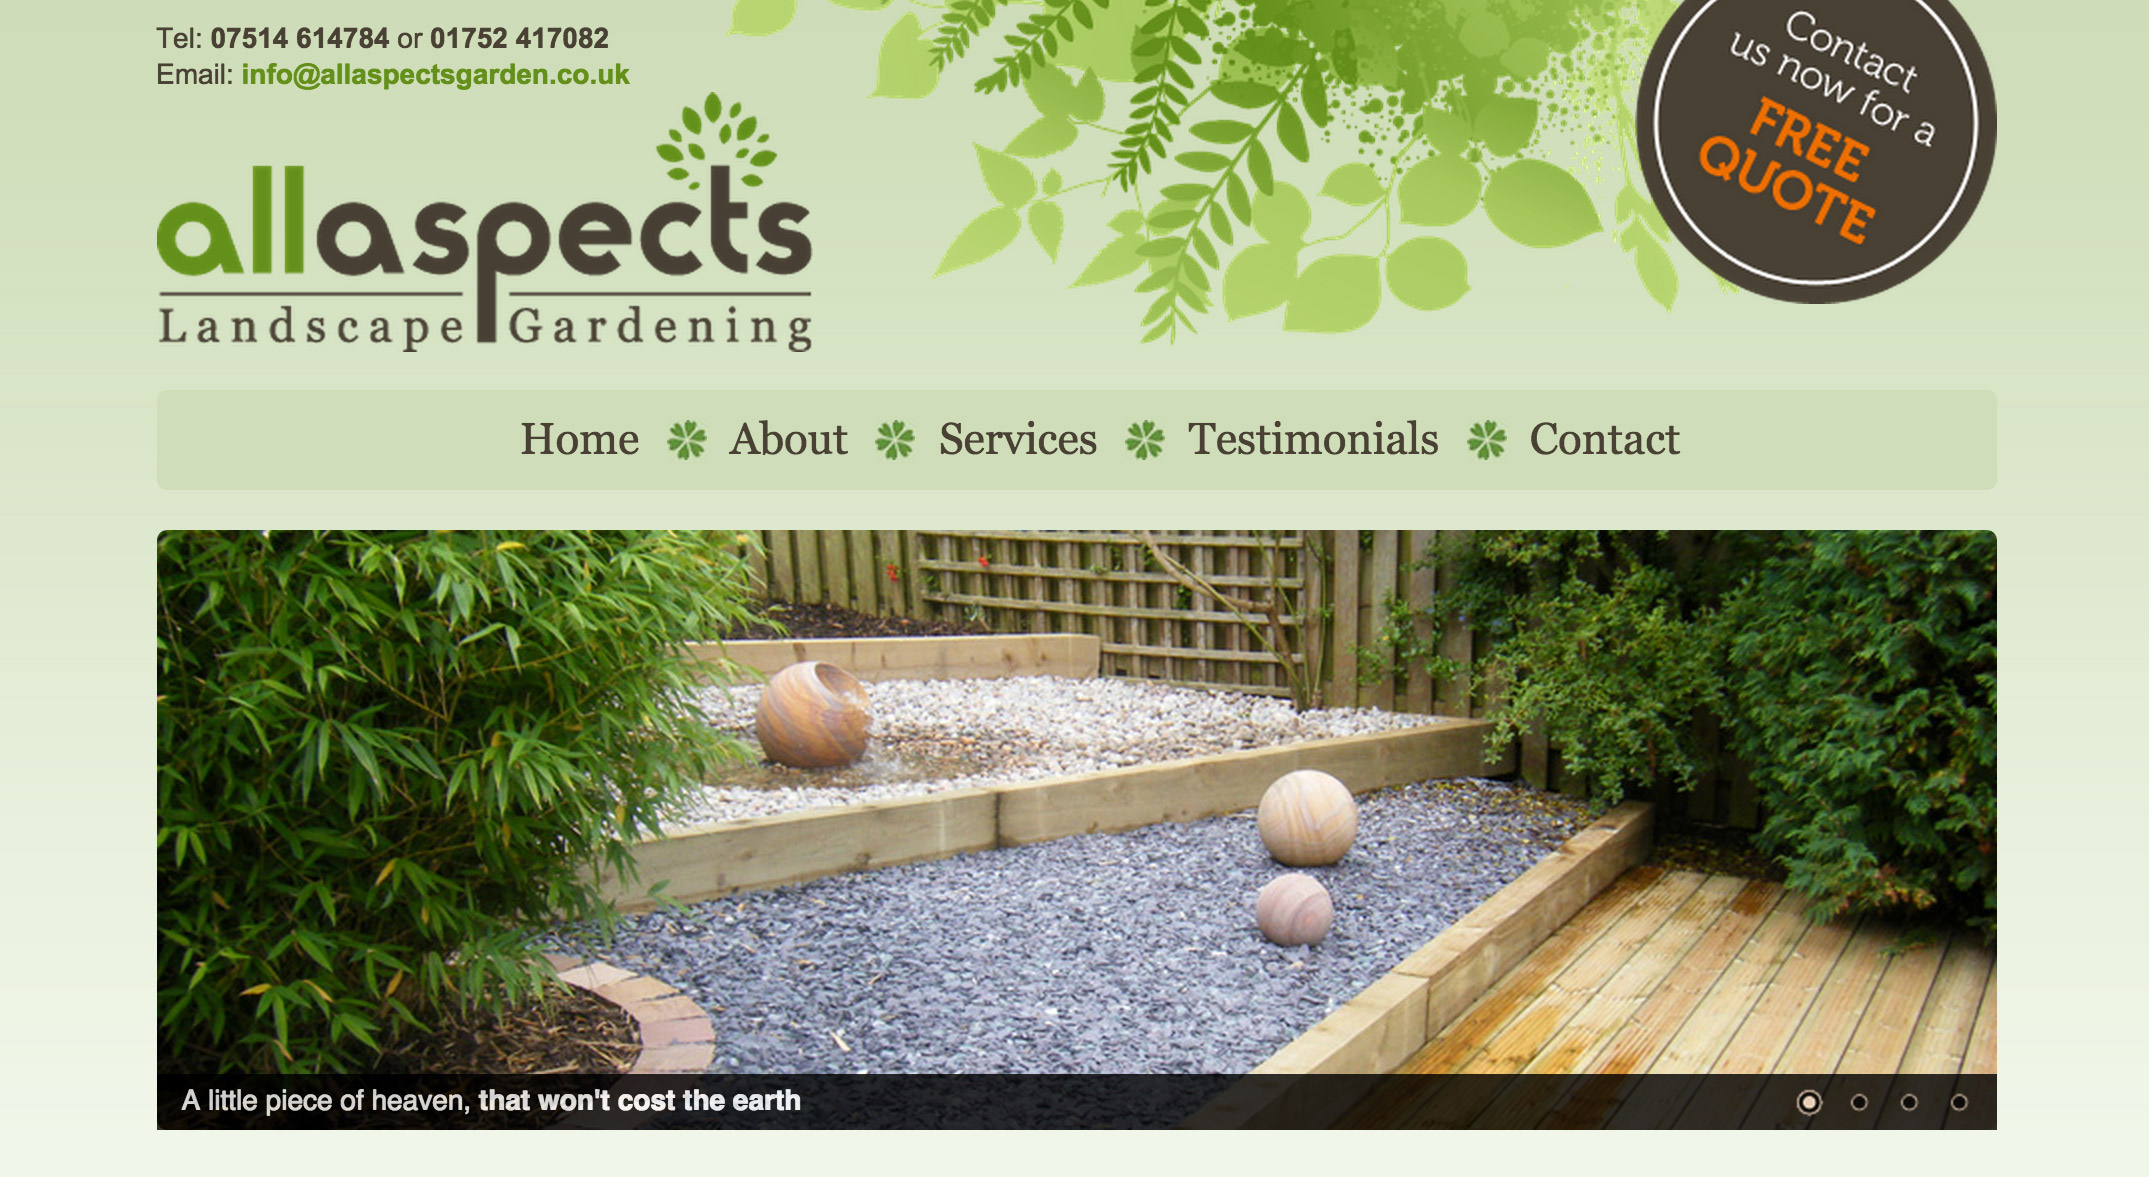 Tel: 07514 614784 or 01752 417082
Email: info@allaspectsgarden.co.uk
allaspects
Landscape Gardening
Contact
us now for a
FREE
QUOTE
Home About Services Testimonials Contact
A little piece of heaven, that won't cost the earth